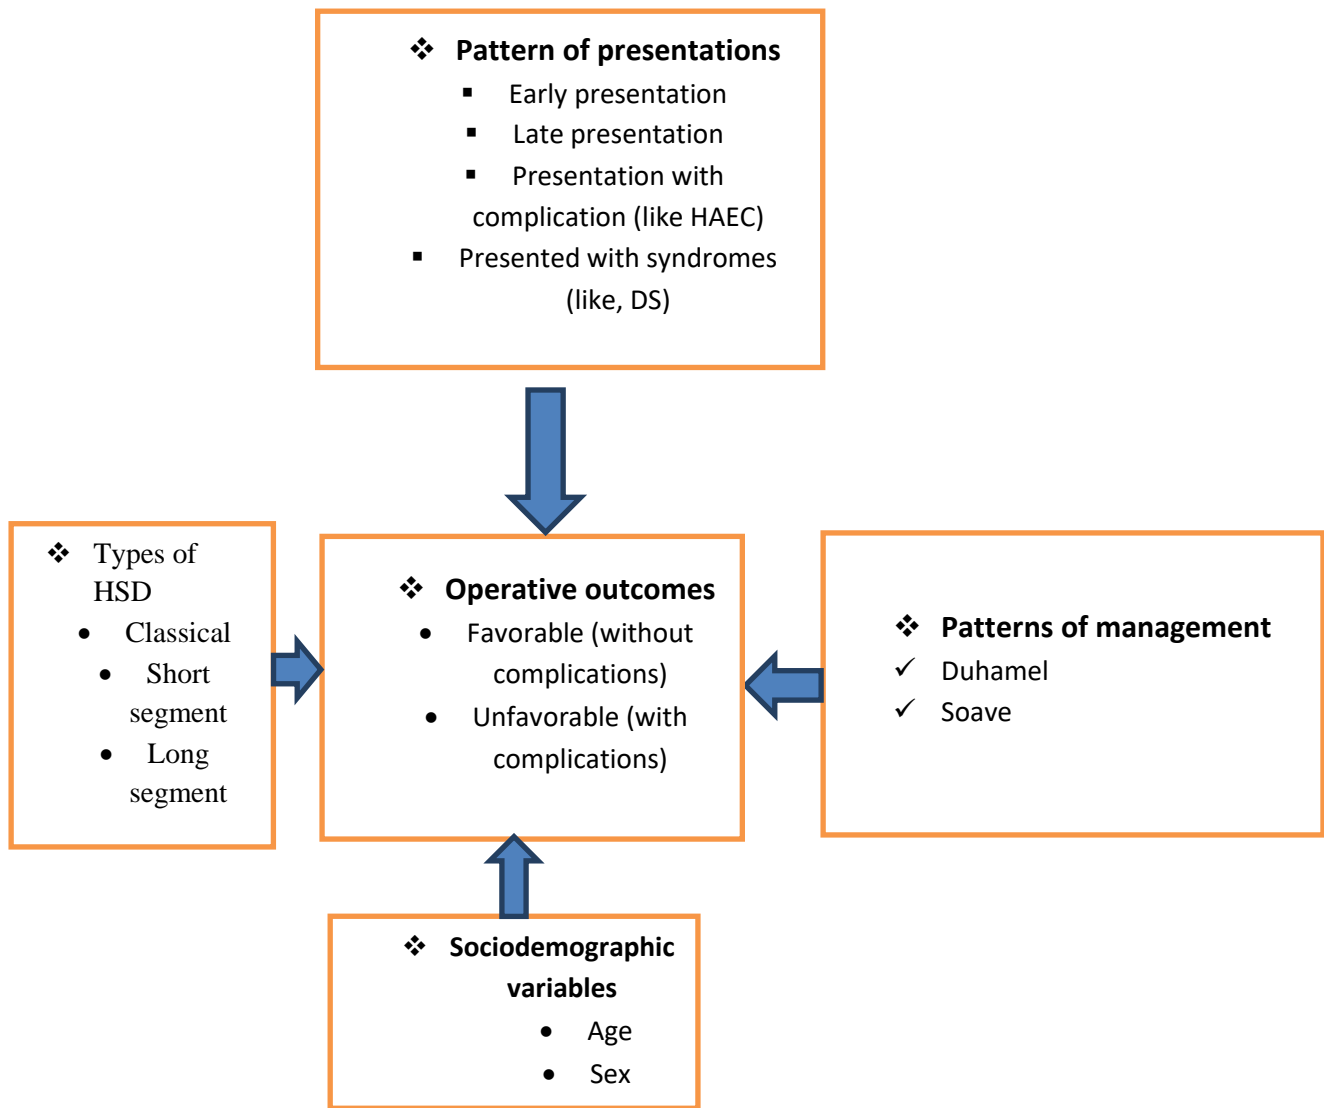 ❖ Pattern of presentations
▪ Early presentation
▪ Late presentation
▪ Presentation with
complication (like HAEC)
▪ Presented with syndromes
(like, DS)
❖ Types of
HSD
• Classical
• Short
segment
• Long
segment
❖ Operative outcomes
• Favorable (without
complications)
• Unfavorable (with
complications)
❖ Patterns of management
✓ Duhamel
✓ Soave
❖ Sociodemographic
variables
• Age
• Sex